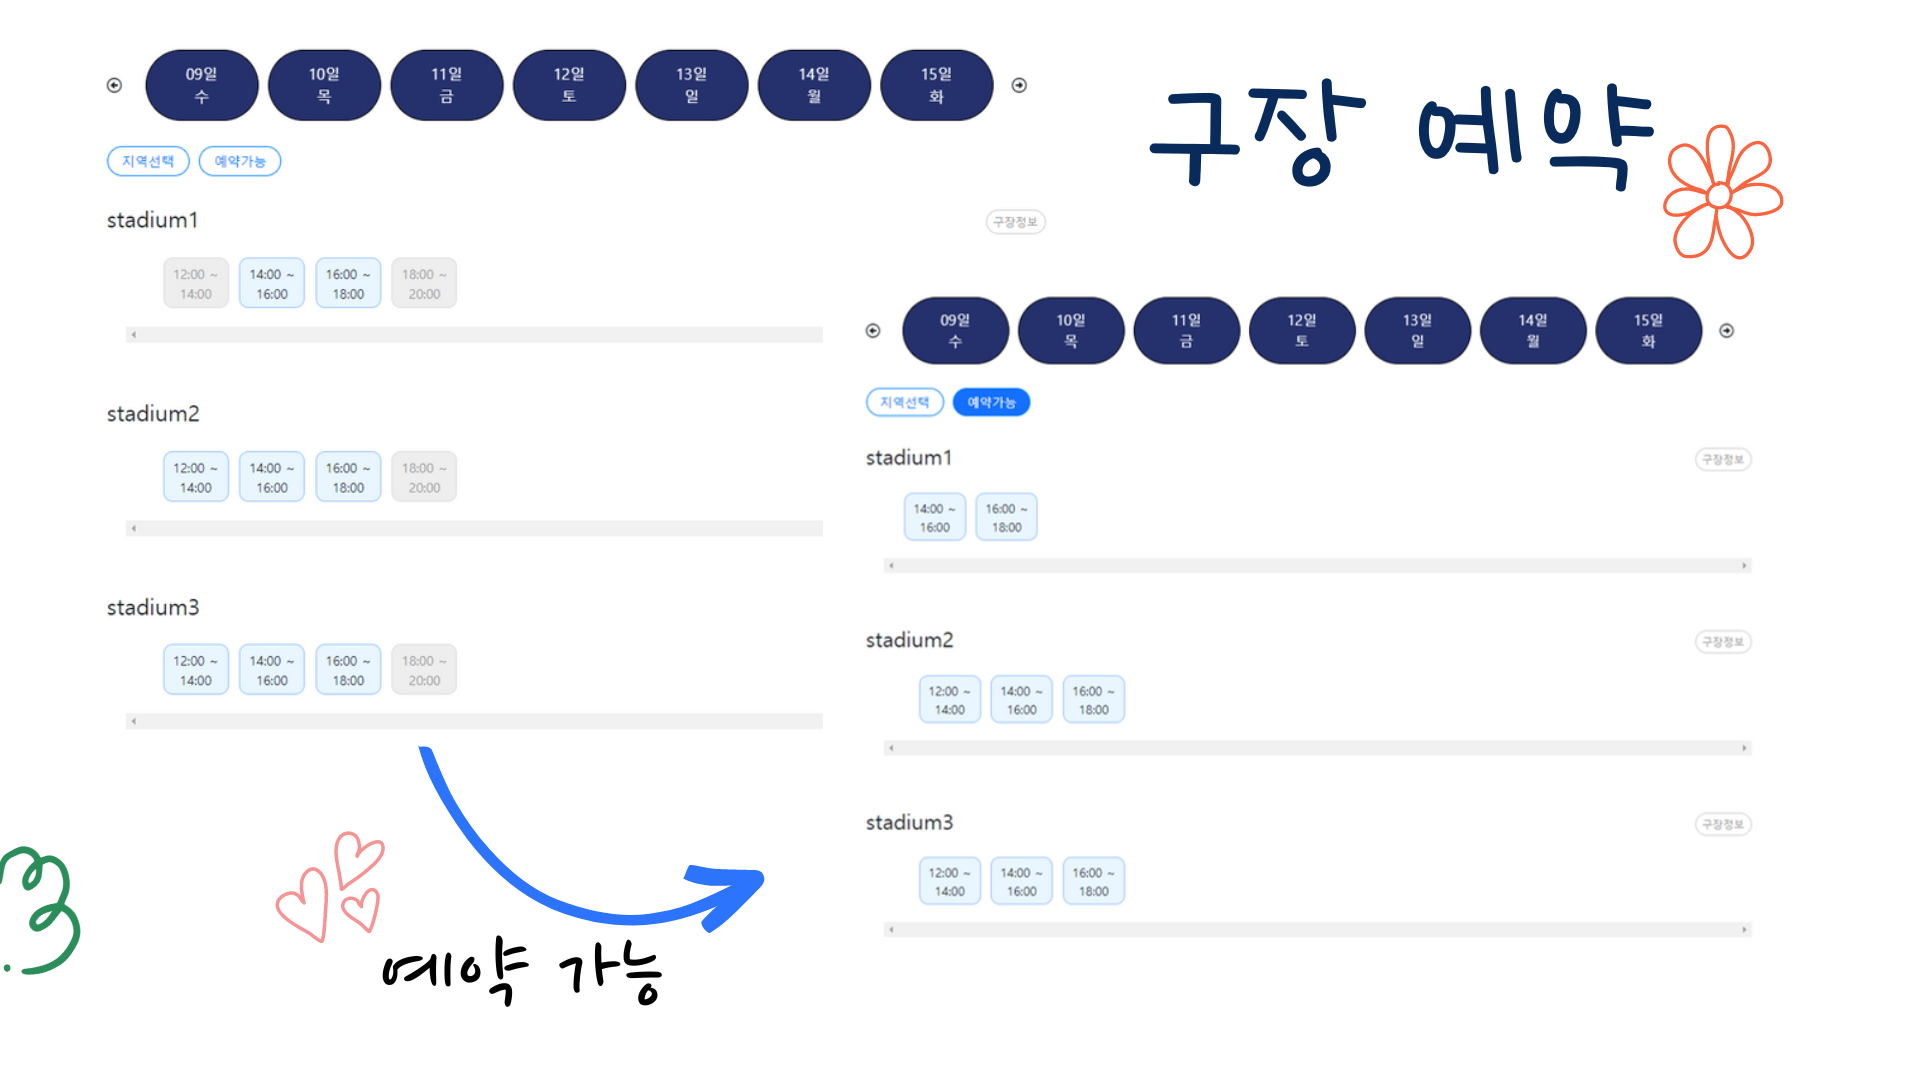 구장 예약
09일 10일 11일 12일 13일 14일 15일
수 목 금 토 일 월 화
지역선택 예약가능
stadium1 구장정보
12:00 ~ 14:00 ~ 16:00 ~ 18:00 ~
14:00 16:00 18:00 20:00
stadium2
12:00 ~ 14:00 ~ 16:00 ~ 18:00 ~
14:00 16:00 18:00 20:00
stadium3
12:00 ~ 14:00 ~ 16:00 ~ 18:00 ~
14:00 16:00 18:00 20:00
예약 가능
09일 10일 11일 12일 13일 14일 15일
수 목 금 토 일 월 화
지역선택 예약가능
stadium1 구장정보
14:00 ~ 16:00 ~
16:00 18:00
stadium2 구장정보
12:00 ~ 14:00 ~ 16:00 ~
14:00 16:00 18:00
stadium3 구장정보
12:00 ~ 14:00 ~ 16:00 ~
14:00 16:00 18:00